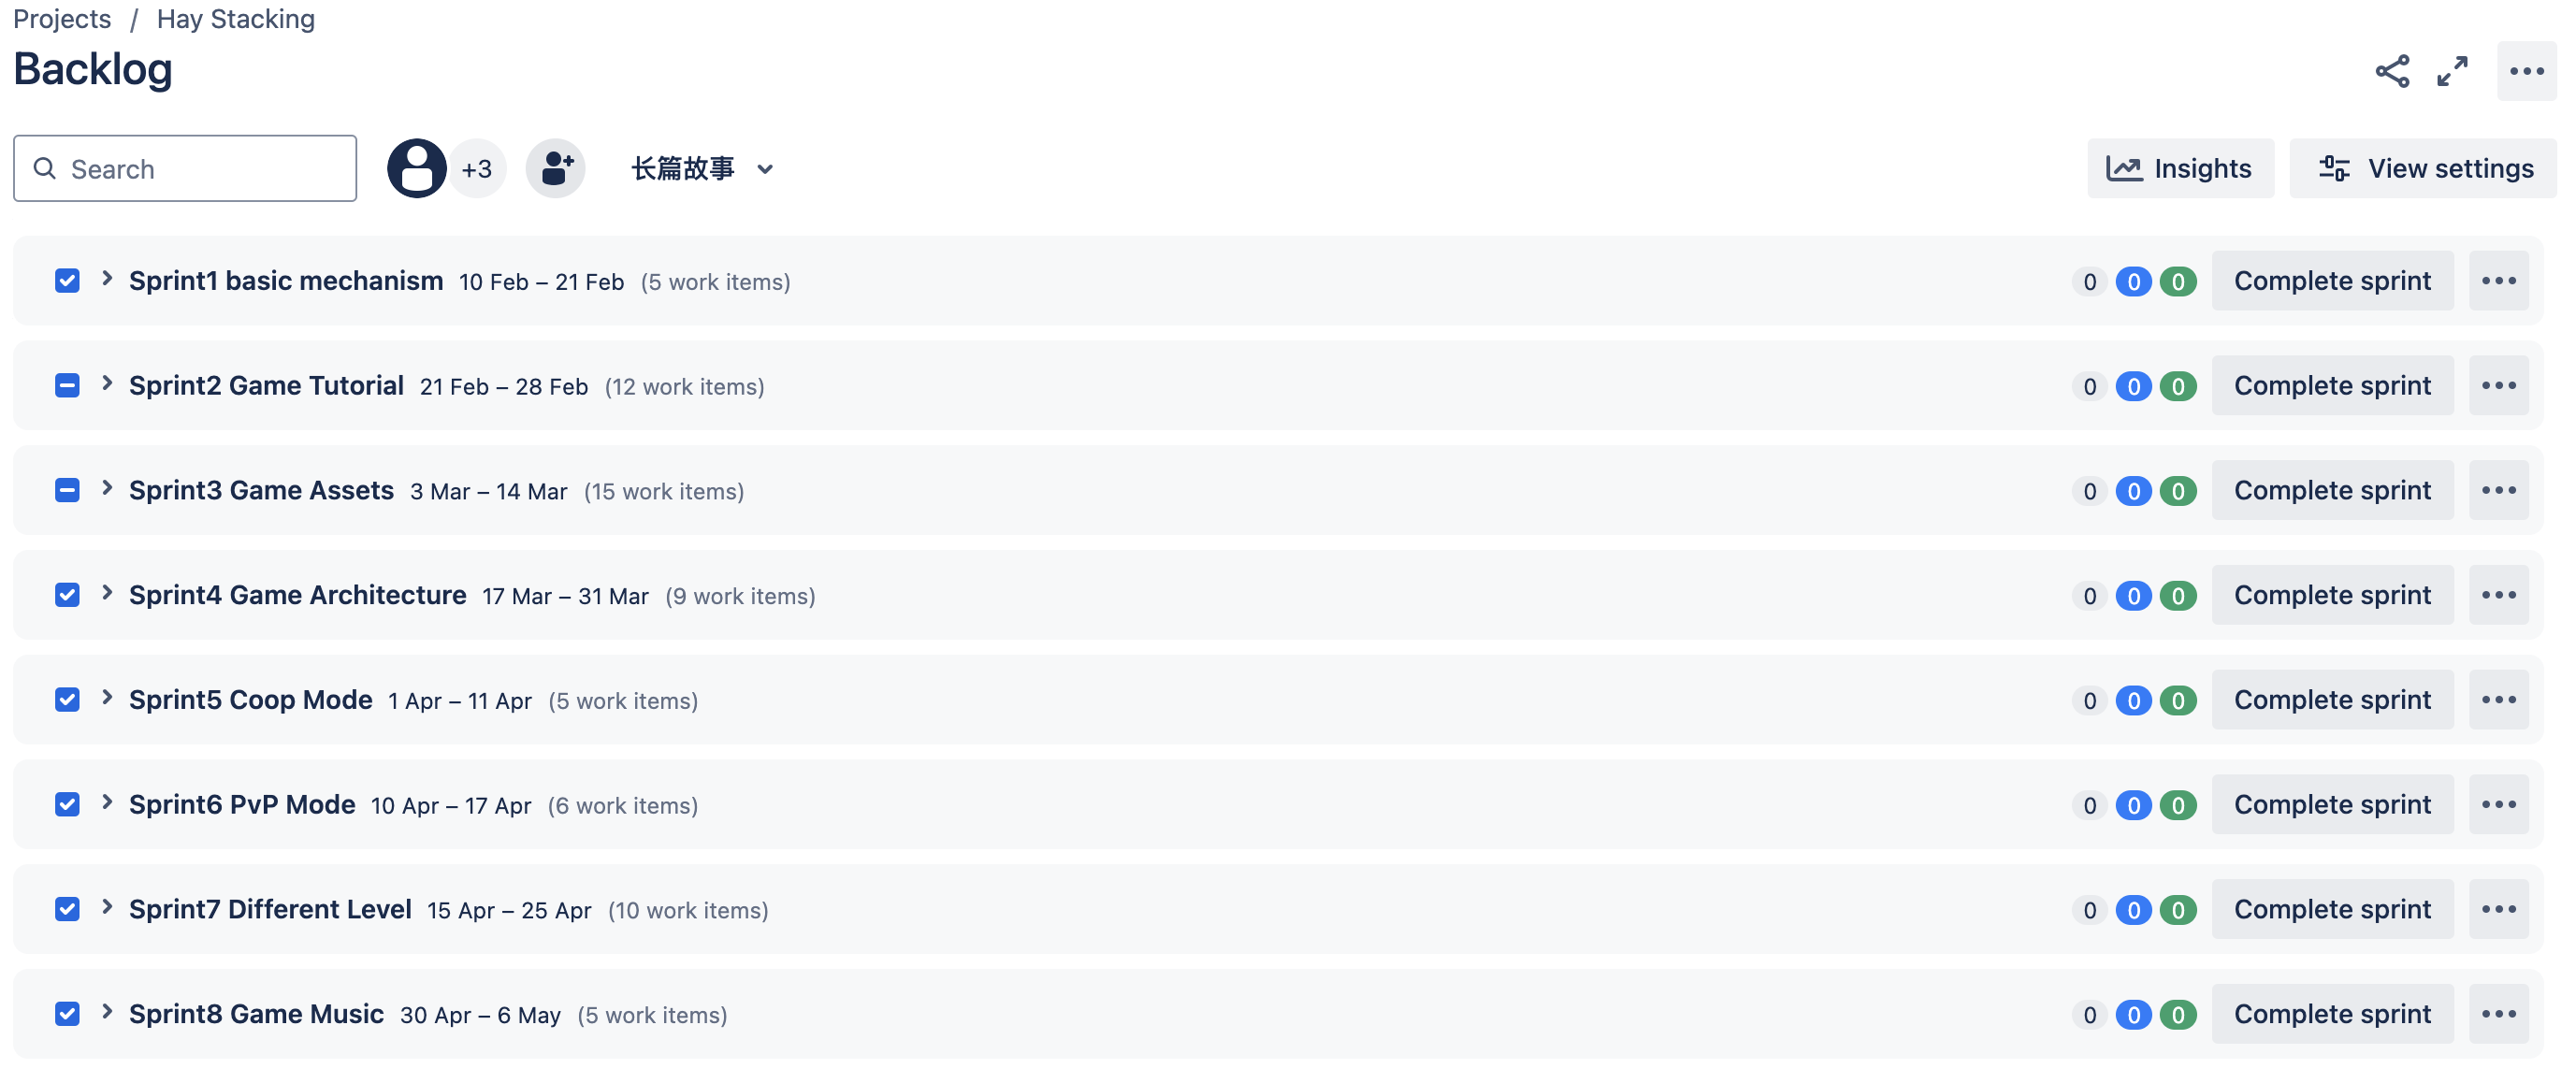 Projects / Hay Stacking
Backlog
Search +3 长篇故事 Insights View settings
Sprint1 basic mechanism 10 Feb – 21 Feb (5 work items) 0 0 0 Complete sprint
Sprint2 Game Tutorial 21 Feb – 28 Feb (12 work items) 0 0 0 Complete sprint
Sprint3 Game Assets 3 Mar – 14 Mar (15 work items) 0 0 0 Complete sprint
Sprint4 Game Architecture 17 Mar – 31 Mar (9 work items) 0 0 0 Complete sprint
Sprint5 Coop Mode 1 Apr – 11 Apr (5 work items) 0 0 0 Complete sprint
Sprint6 PvP Mode 10 Apr – 17 Apr (6 work items) 0 0 0 Complete sprint
Sprint7 Different Level 15 Apr – 25 Apr (10 work items) 0 0 0 Complete sprint
Sprint8 Game Music 30 Apr – 6 May (5 work items) 0 0 0 Complete sprint